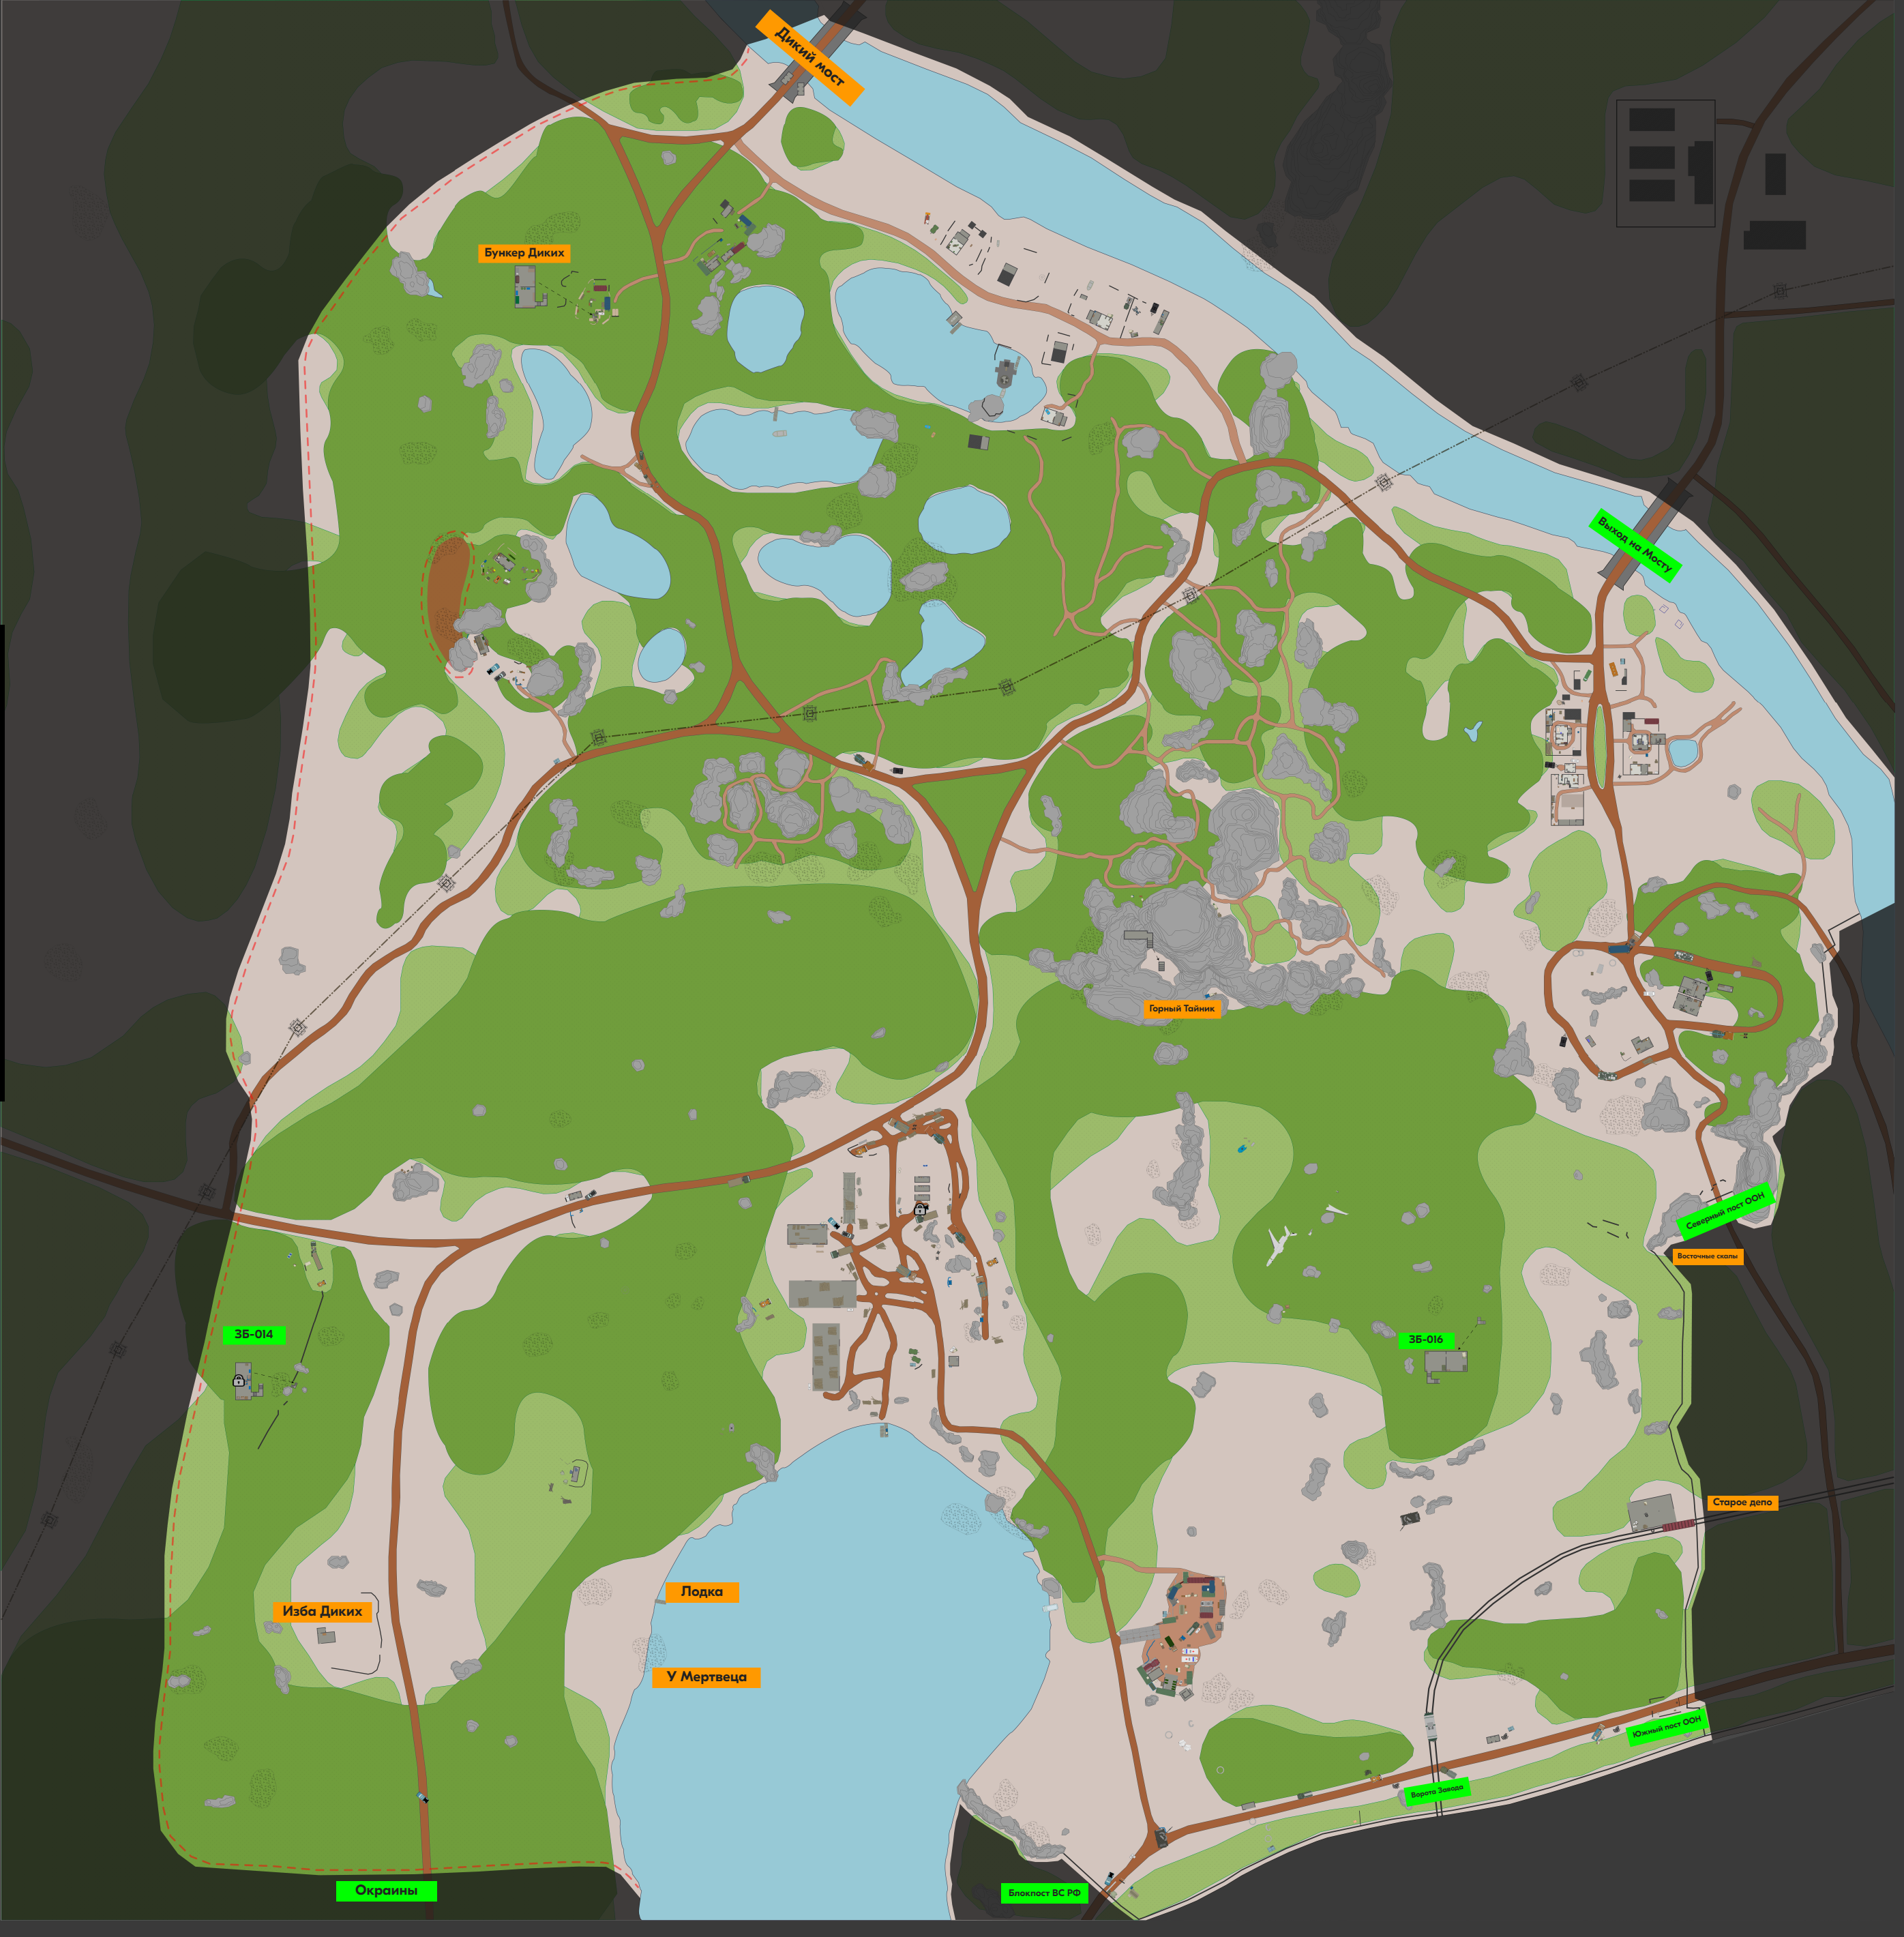 Дикий мост
Бункер Диких
Выход на Мосту
Горный Тайник
Северный пост ООН
Восточные скалы
ЗБ-014
ЗБ-016
Старое депо
Лодка
Изба Диких
У Мертвеца
Южный пост ООН
Ворота Завода
Окраины
Блокпост ВС РФ